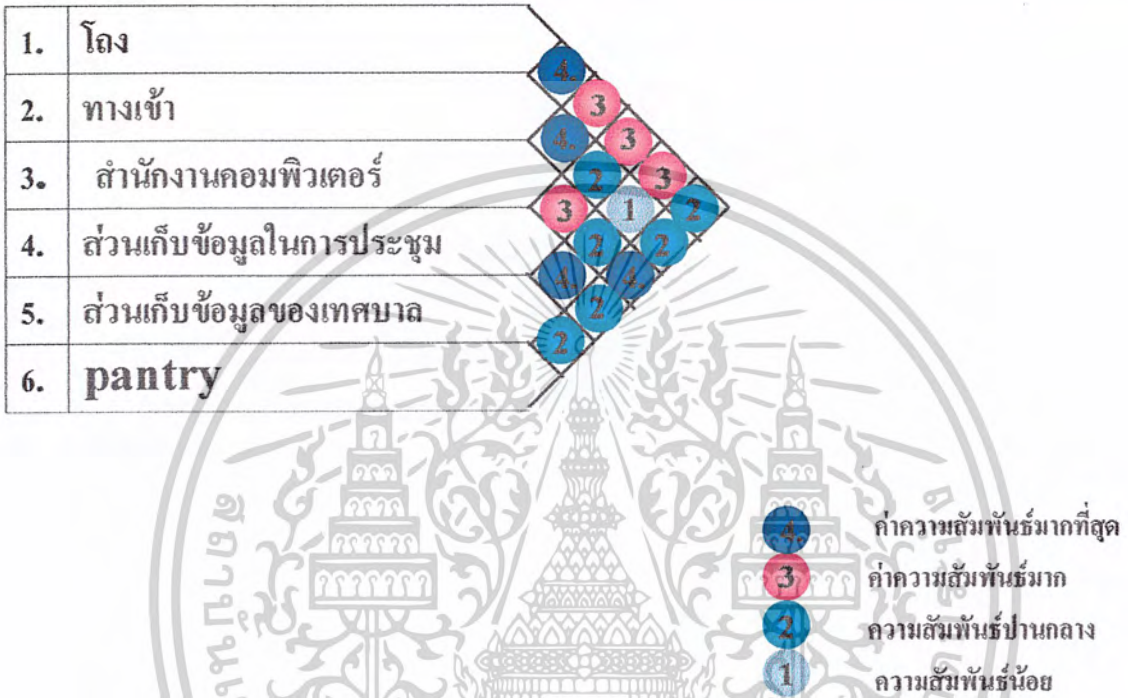 1. โถง
4.
3
2. ทางเข้า
4. 3
3. สำนักงานคอมพิวเตอร์
2 3
3 1 2
4. ส่วนเก็บข้อมูลในการประชุม
2 2
4. 4.
5. ส่วนเก็บข้อมูลของเทศบาล
2
2
6. pantry
4. ค่าความสัมพันธ์มากที่สุด
3 ค่าความสัมพันธ์มาก
2 ความสัมพันธ์ปานกลาง
1 ความสัมพันธ์น้อย